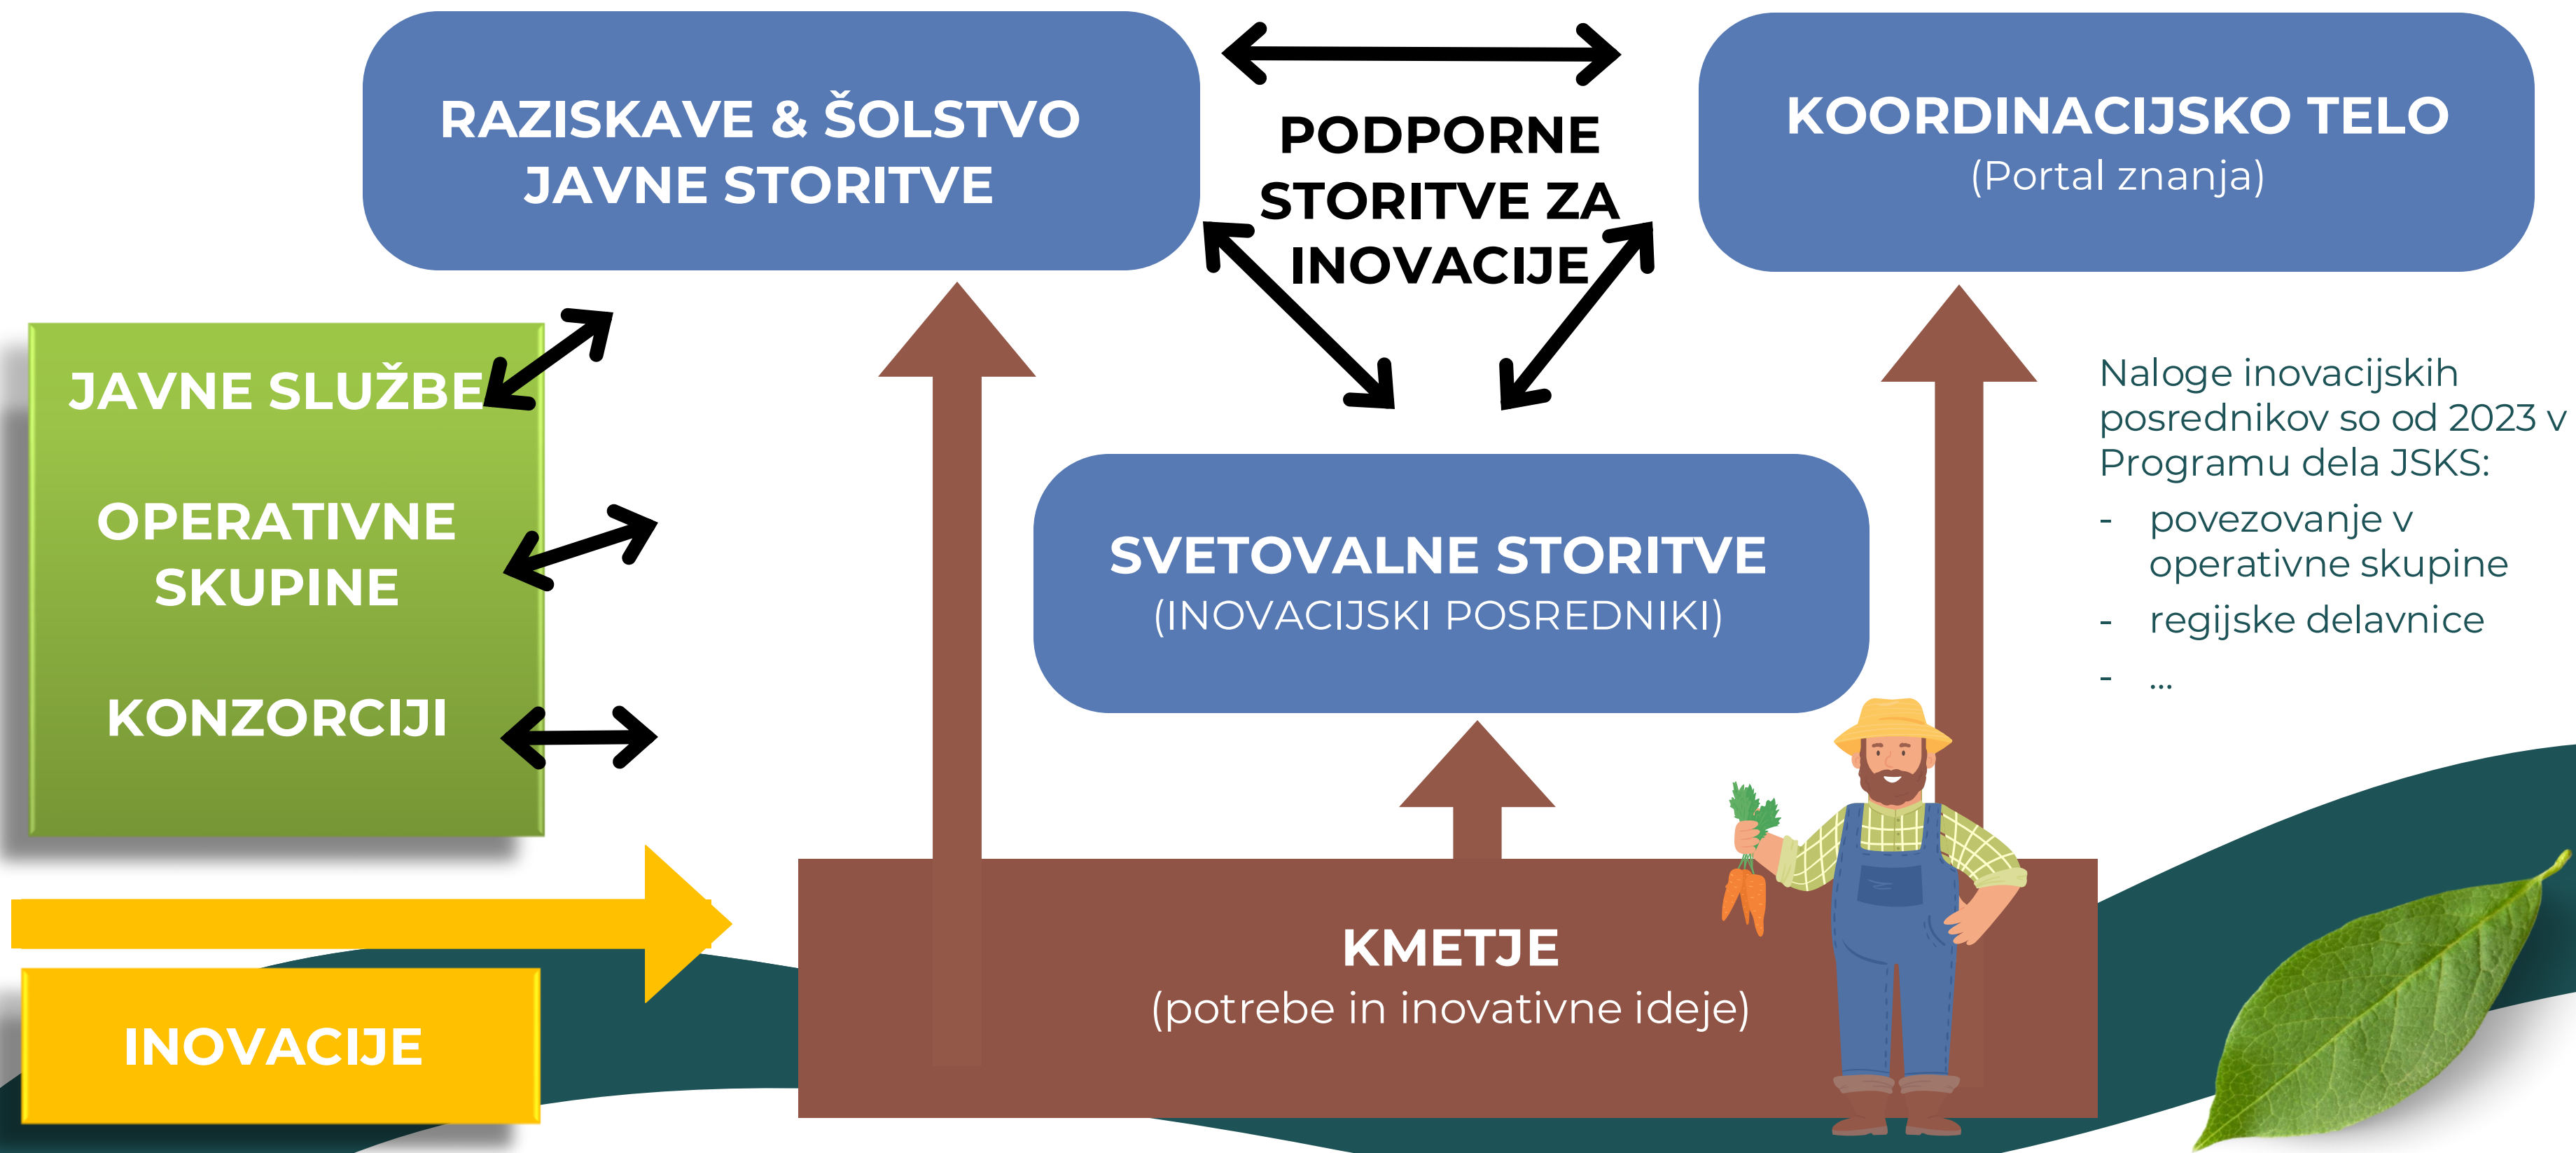 RAZISKAVE & ŠOLSTVO
JAVNE STORITVE
PODPORNE
STORITVE ZA
INOVACIJE
KOORDINACIJSKO TELO
(Portal znanja)
JAVNE SLUŽBE
OPERATIVNE
SKUPINE
KONZORCIJI
SVETOVALNE STORITVE
(INOVACIJSKI POSREDNIKI)
Naloge inovacijskih
posrednikov so od 2023 v
Programu dela JSKS:
- povezovanje v
operativne skupine
- regijske delavnice
- ...
KMETJE
(potrebe in inovativne ideje)
INOVACIJE